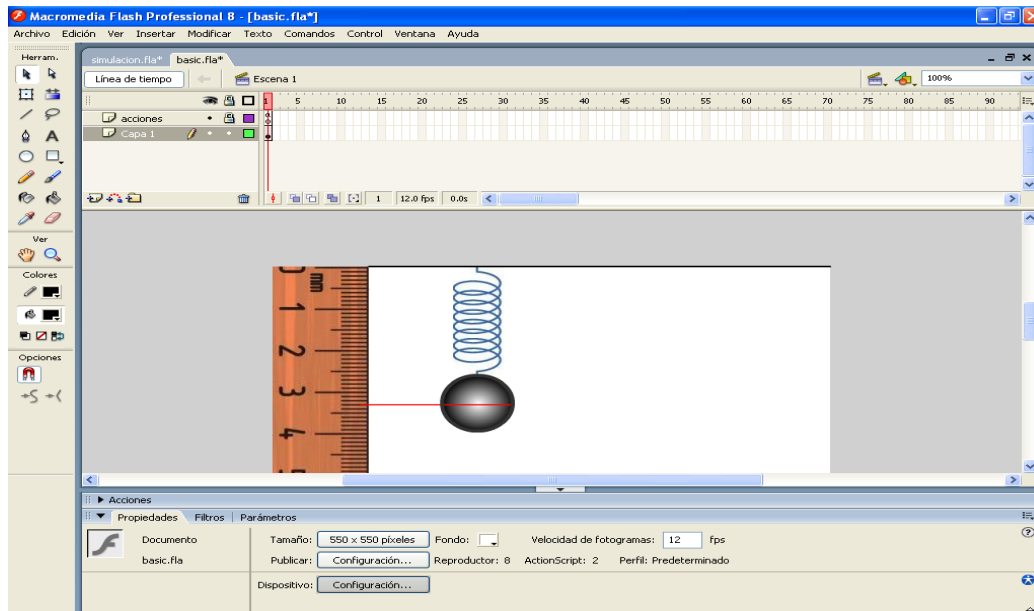 Macromedia Flash Professional 8 - [basic.fla*]
Archivo Edición Ver Insertar Modificar Texto Comandos Control Ventana Ayuda
Herram.
simulacion.fla* basic.fla*
Línea de tiempo Escena 1 100%
1 5 10 15 20 25 30 35 40 45 50 55 60 65 70 75 80 85 90
acciones
Capa 1
1 12.0 fps 0.0s
Ver
Colores
Opciones
0 mm
1
2
3
4
Acciones
Propiedades Filtros Parámetros
Documento Tamaño: 550 x 550 píxeles Fondo: Velocidad de fotogramas: 12 fps
basic.fla Publicar: Configuración... Reproductor: 8 ActionScript: 2 Perfil: Predeterminado
Dispositivo: Configuración...